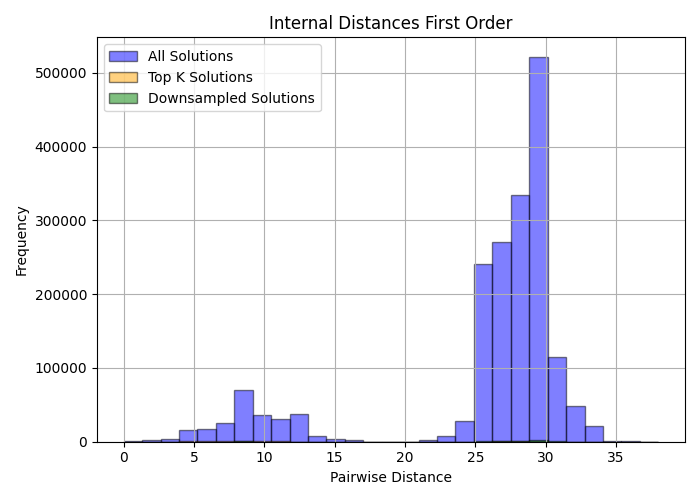 Internal Distances First Order
All Solutions
Top K Solutions
Downsampled Solutions
500000
400000
300000
200000
100000
0
Frequency
0 5 10 15 20 25 30 35
Pairwise Distance